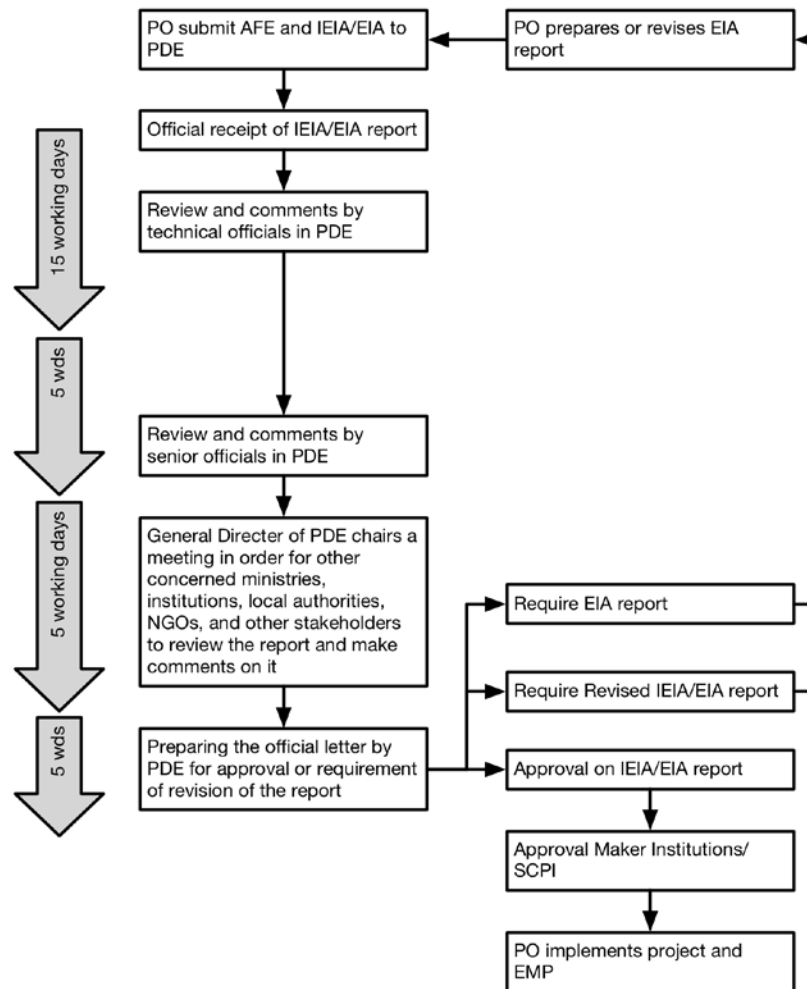 PO submit AFE and IEIA/EIA to
PDE
PO prepares or revises EIA
report
Official receipt of IEIA/EIA report
15 working days
Review and comments by
technical officials in PDE
5 wds
Review and comments by
senior officials in PDE
5 working days
General Directer of PDE chairs a
meeting in order for other
concerned ministries,
institutions, local authorities,
NGOs, and other stakeholders
to review the report and make
comments on it
Require EIA report
Require Revised IEIA/EIA report
5 wds
Preparing the official letter by
PDE for approval or requirement
of revision of the report
Approval on IEIA/EIA report
Approval Maker Institutions/
SCPI
PO implements project and
EMP